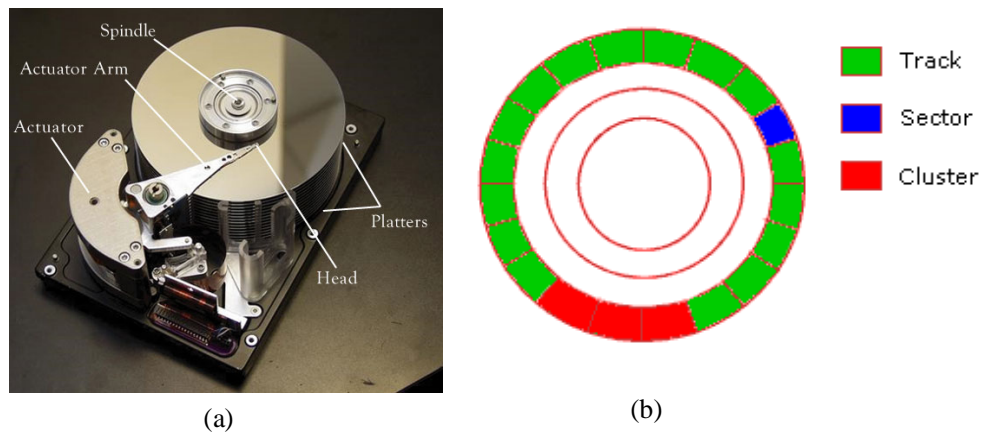 Spindle
Actuator Arm
Actuator
Platters
Head
(a)
Track
Sector
Cluster
(b)